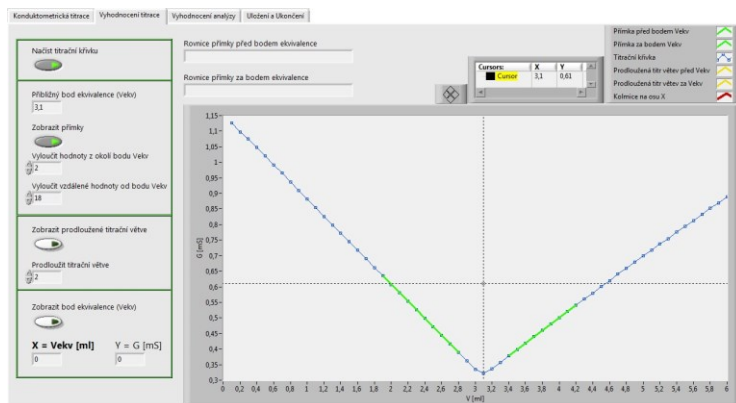 Konduktometrická titrace
Vyhodnocení titrace
Vyhodnocení analýzy
Uložení a Ukončení
Načíst titrační křivku
Přibližný bod ekvivalence (Vekv)
3,1
Zobrazit přímky
Vyloučit hodnoty z okolí bodu Vekv
2
Vyloučit vzdálené hodnoty od bodu Vekv
18
Zobrazit prodloužené titrační větve
Prodloužit titrační větve
2
Zobrazit bod ekvivalence (Vekv)
X = Vekv [ml] Y = G [mS]
0 0
Rovnice přímky před bodem ekvivalence
Rovnice přímky za bodem ekvivalence
Cursors: X Y
Cursor 3,1 0,61
Přímka před bodem Vekv
Přímka za bodem Vekv
Titrační křivka
Prodloužená titr větev před Vekv
Prodloužená titr větev za Vekv
Kolmice na osu X
G [mS]
1,15
1,1
1,05
1
0,95
0,9
0,85
0,8
0,75
0,7
0,65
0,6
0,55
0,5
0,45
0,4
0,35
0,3
0 0,2 0,4 0,6 0,8 1 1,2 1,4 1,6 1,8 2 2,2 2,4 2,6 2,8 3 3,2 3,4 3,6 3,8 4 4,2 4,4 4,6 4,8 5 5,2 5,4 5,6 5,8 6
V [ml]